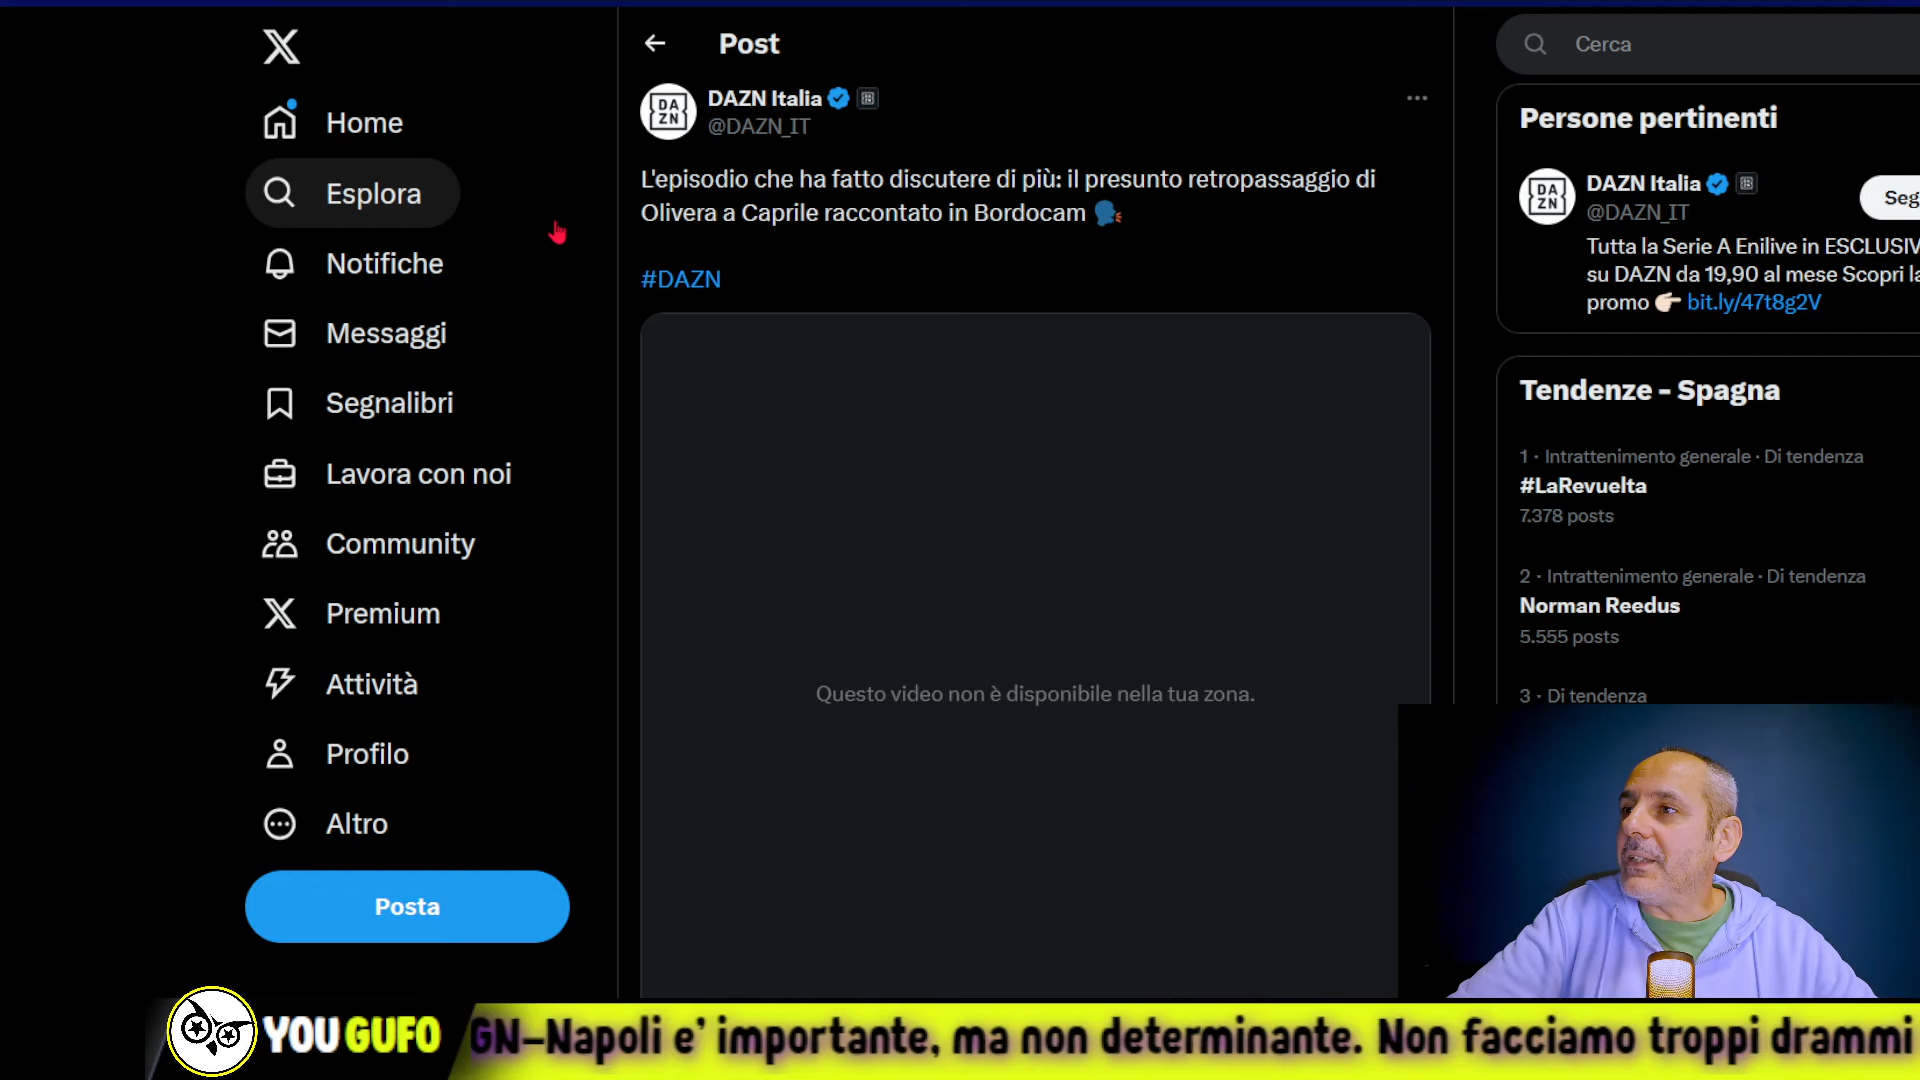 Home
Esplora
Notifiche
Messaggi
Segnalibri
Lavora con noi
Community
Premium
Attività
Profilo
Altro
Posta
Post
DAZN Italia
@DAZN_IT
L'episodio che ha fatto discutere di più: il presunto retropassaggio di
Olivera a Caprile raccontato in Bordocam
#DAZN
Questo video non è disponibile nella tua zona.
Cerca
Persone pertinenti
DAZN Italia
@DAZN_IT
Seg
Tutta la Serie A Enilive in ESCLUSIV
su DAZN da 19,90 al mese Scopri la
promo 👉 bit.ly/47t8g2V
Tendenze - Spagna
1 · Intrattenimento generale · Di tendenza
#LaRevuelta
7.378 posts
2 · Intrattenimento generale · Di tendenza
Norman Reedus
5.555 posts
3 · Di tendenza
YOU GUFO
GN-Napoli e' importante, ma non determinante. Non facciamo troppi drammi